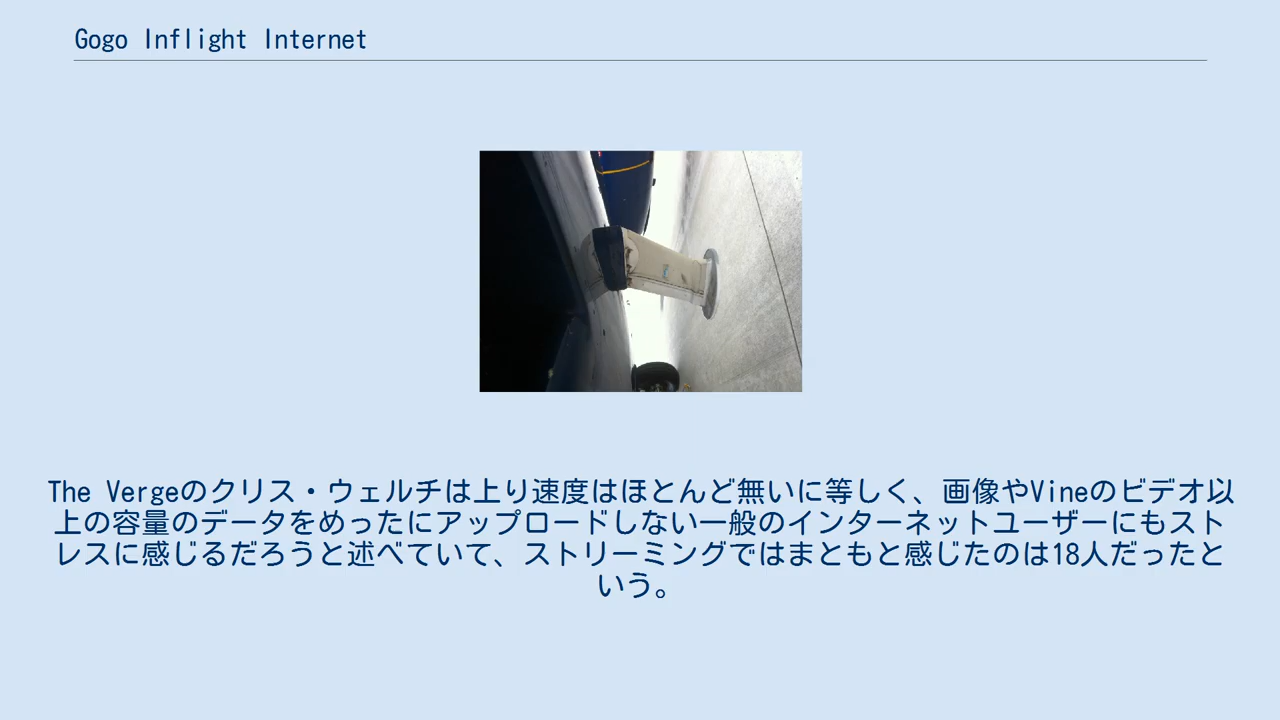 Gogo Inflight Internet
The Vergeのクリス・ウェルチは上り速度はほとんど無いに等しく、画像やVineのビデオ以
上の容量のデータをめったにアップロードしない一般のインターネットユーザーにもスト
レスに感じるだろうと述べていて、ストリーミングではまともと感じたのは18人だったと
いう。